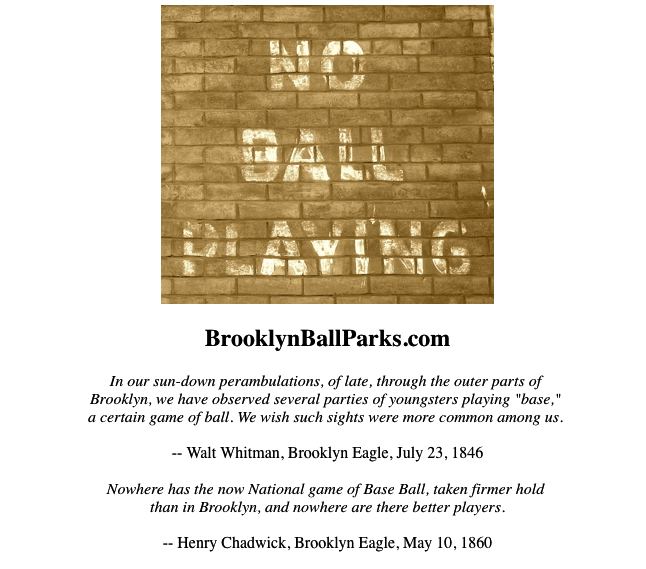 NO
BALL
PLAYING
BrooklynBallParks.com
In our sun-down perambulations, of late, through the outer parts of
Brooklyn, we have observed several parties of youngsters playing "base,"
a certain game of ball. We wish such sights were more common among us.
-- Walt Whitman, Brooklyn Eagle, July 23, 1846
Nowhere has the now National game of Base Ball, taken firmer hold
than in Brooklyn, and nowhere are there better players.
-- Henry Chadwick, Brooklyn Eagle, May 10, 1860